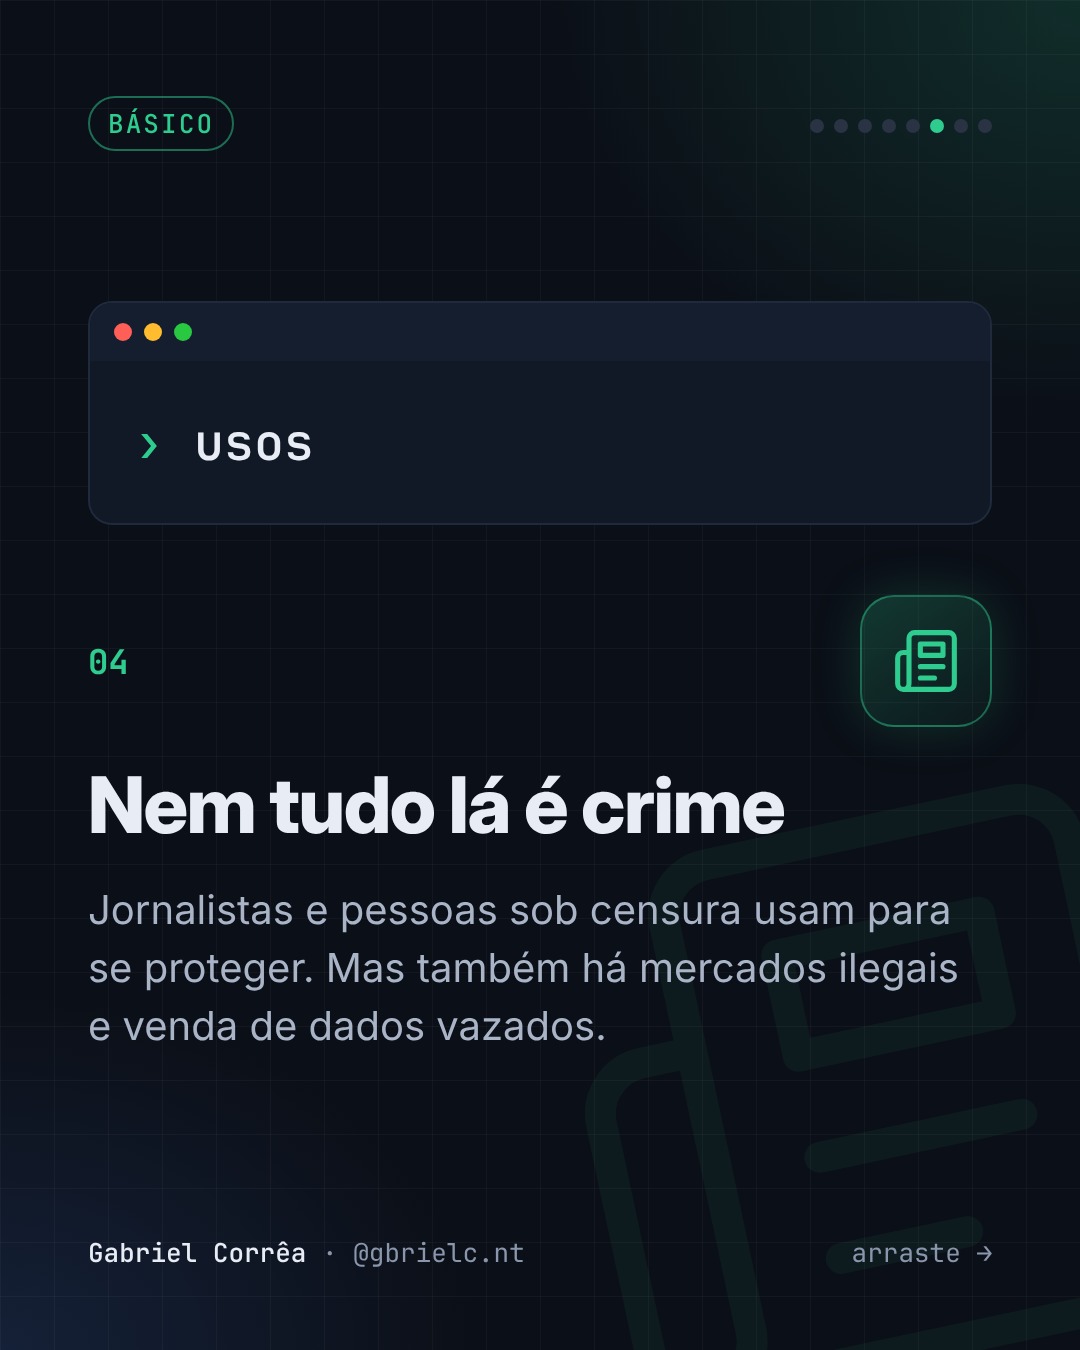 BÁSICO
› USOS
04
Nem tudo lá é crime
Jornalistas e pessoas sob censura usam para
se proteger. Mas também há mercados ilegais
e venda de dados vazados.
Gabriel Corrêa · @gbrielc.nt
arraste →